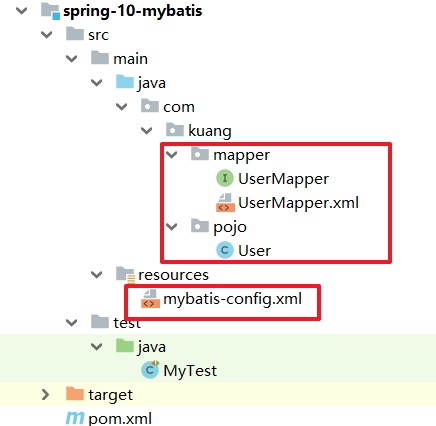 spring-10-mybatis
src
main
java
com
kuang
mapper
UserMapper
UserMapper.xml
pojo
User
resources
mybatis-config.xml
test
java
MyTest
target
pom.xml